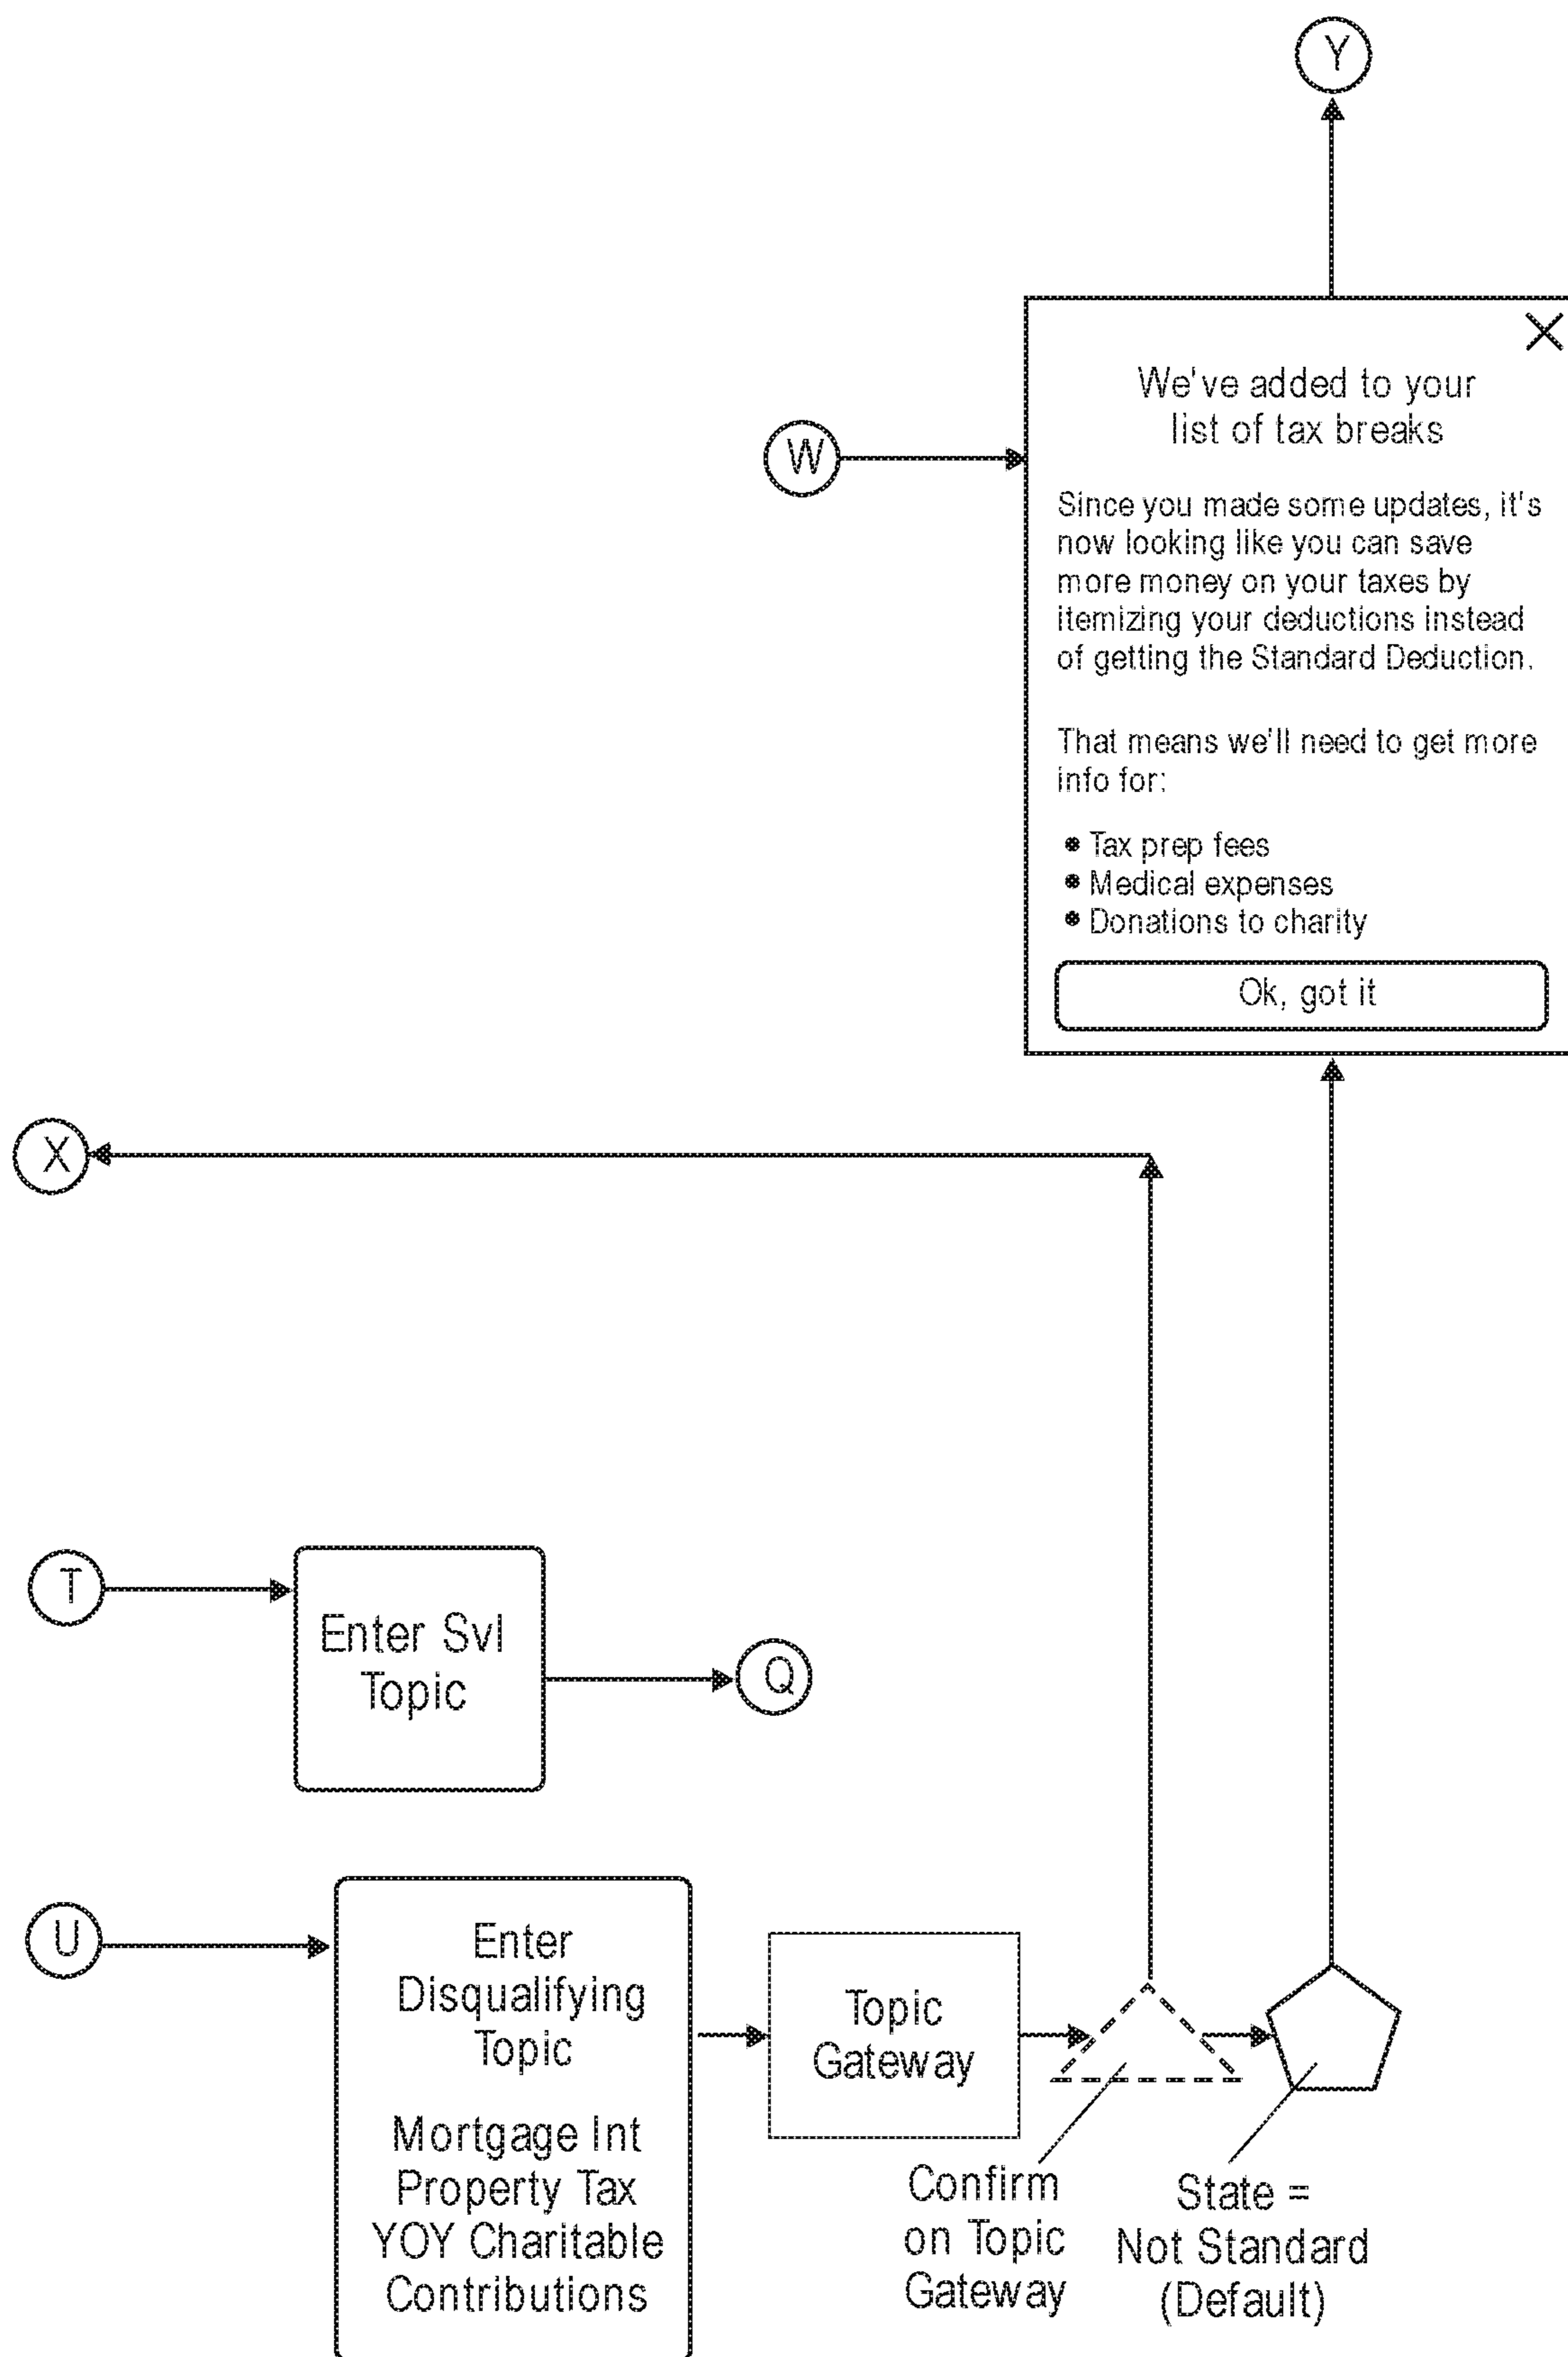 Y
We've added to your
list of tax breaks
W
Since you made some updates, it's
now looking like you can save
more money on your taxes by
itemizing your deductions instead
of getting the Standard Deduction.
That means we'll need to get more
info for:
• Tax prep fees
• Medical expenses
• Donations to charity
Ok, got it
X
T
Enter Svl
Topic
Q
U
Enter
Disqualifying
Topic
Mortgage Int
Property Tax
YOY Charitable
Contributions
Topic
Gateway
Confirm
on Topic
Gateway
State =
Not Standard
(Default)